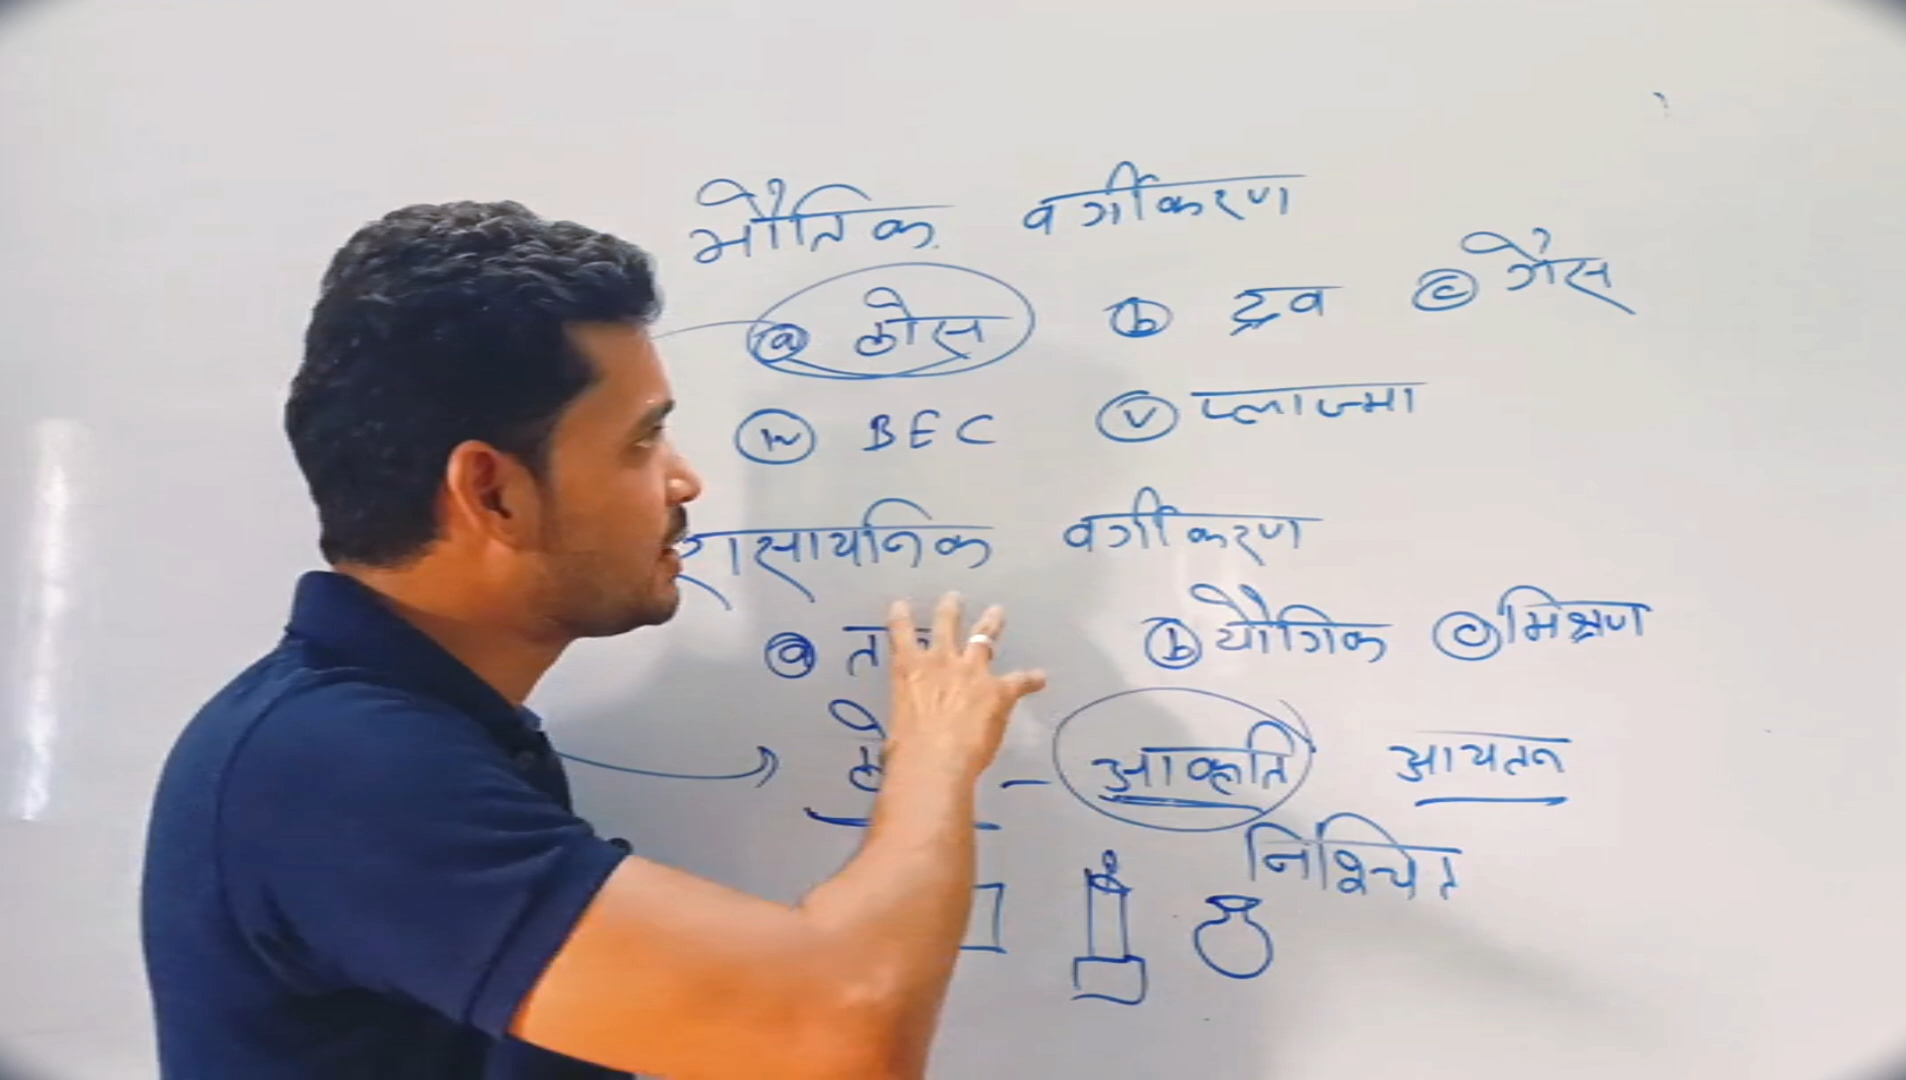 भौतिक वर्गीकरण
ⓐ ठोस ⓑ द्रव ⓒ गैस
iv BEC ⓥ प्लाज्मा
रासायनिक वर्गीकरण
ⓐ ⓑ यौगिक ⓒ मिश्रण
- आकृति आयतन
निश्चित